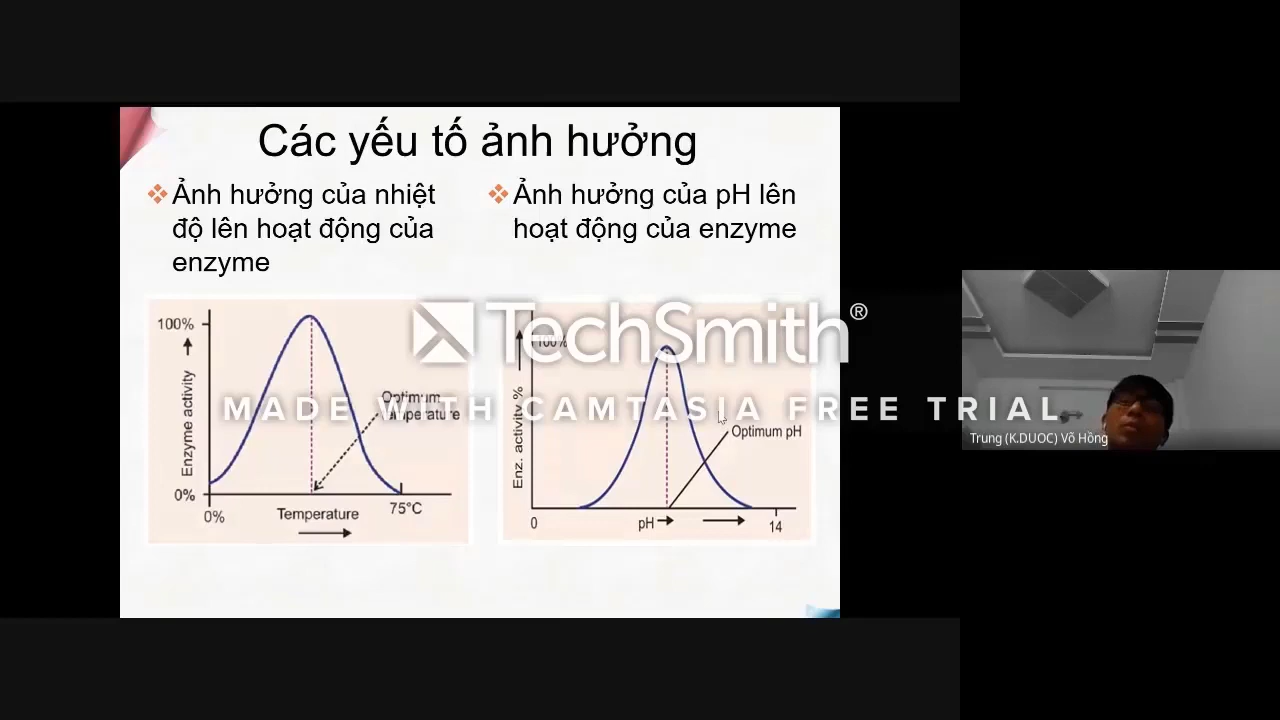 Các yếu tố ảnh hưởng
Ảnh hưởng của nhiệt
độ lên hoạt động của
enzyme
Ảnh hưởng của pH lên
hoạt động của enzyme
100%
Enzyme activity
0%
0%
Temperature
75°C
Optimum
temperature
100%
Enz. activity %
0
pH
14
Optimum pH
TechSmith®
MADE WITH CAMTASIA FREE TRIAL
Trung (K.DUOC) Võ Hồng